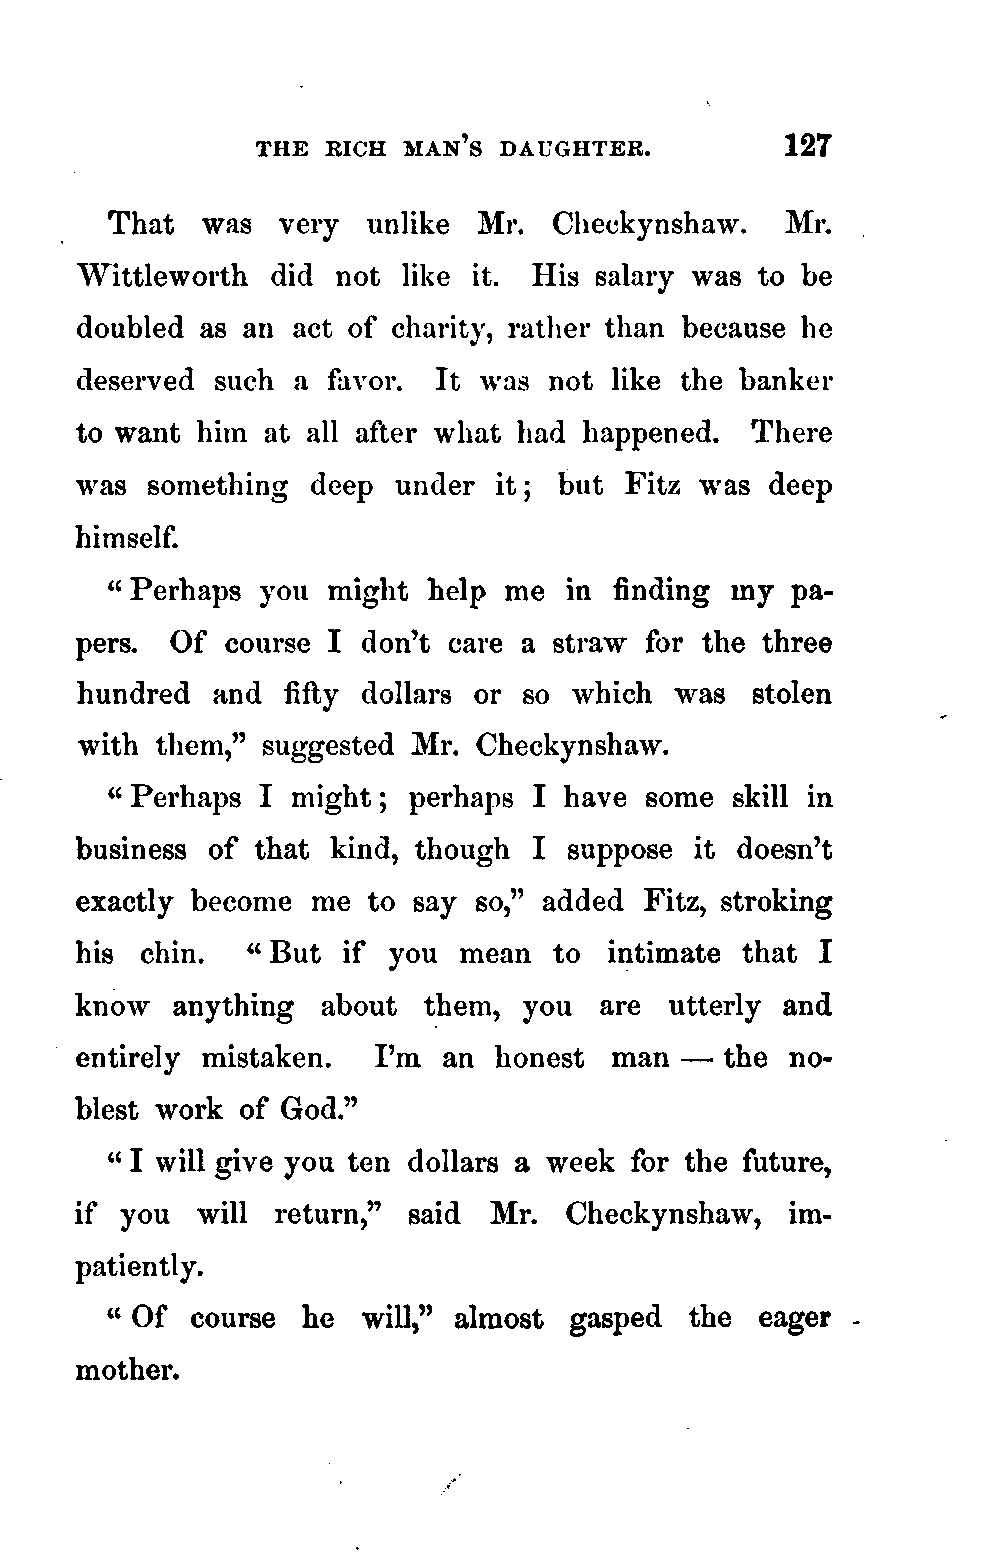 THE RICH MAN'S DAUGHTER. 127
That was very unlike Mr. Checkynshaw. Mr.
Wittleworth did not like it. His salary was to be
doubled as an act of charity, rather than because he
deserved such a favor. It was not like the banker
to want him at all after what had happened. There
was something deep under it; but Fitz was deep
himself.
“Perhaps you might help me in finding my pa-
pers. Of course I don’t care a straw for the three
hundred and fifty dollars or so which was stolen
with them,” suggested Mr. Checkynshaw.
“Perhaps I might; perhaps I have some skill in
business of that kind, though I suppose it doesn’t
exactly become me to say so,” added Fitz, stroking
his chin. “But if you mean to intimate that I
know anything about them, you are utterly and
entirely mistaken. I’m an honest man — the no-
blest work of God.”
“I will give you ten dollars a week for the future,
if you will return,” said Mr. Checkynshaw, im-
patiently.
“Of course he will,” almost gasped the eager
mother.